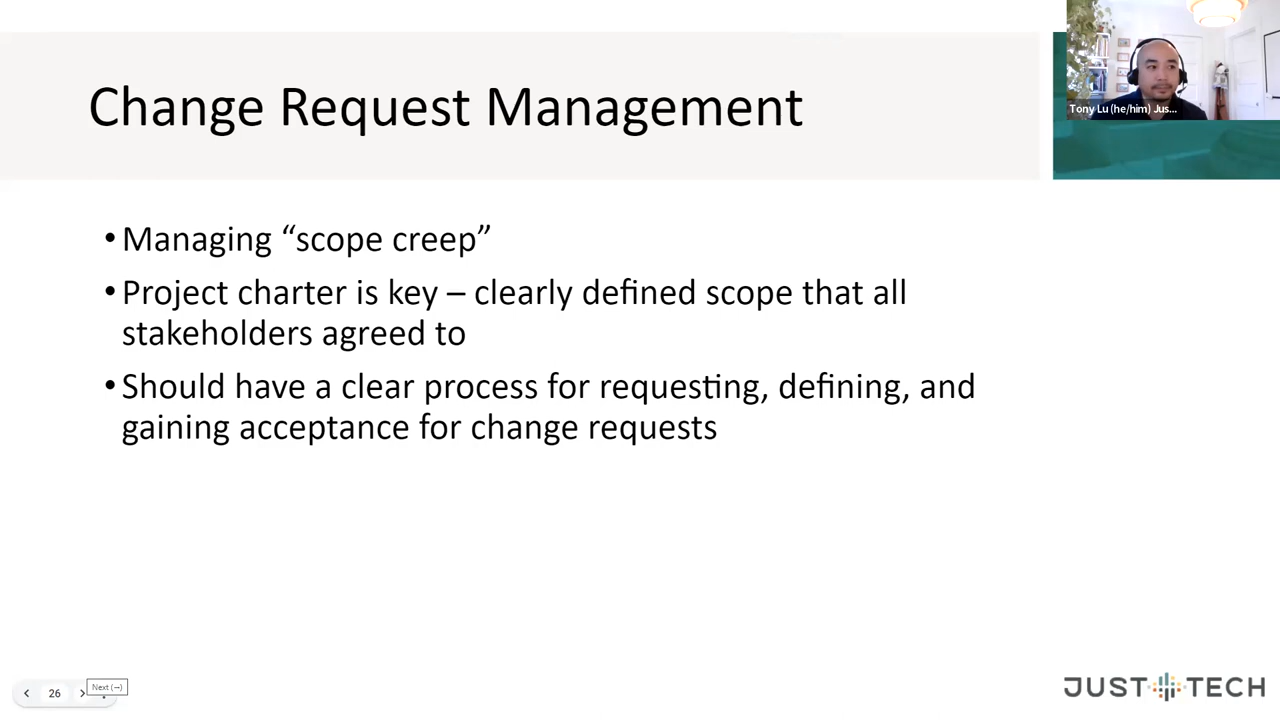 Change Request Management
Tony Lu (he/him) Jus...
• Managing “scope creep”
• Project charter is key – clearly defined scope that all
stakeholders agreed to
• Should have a clear process for requesting, defining, and
gaining acceptance for change requests
26
Next (→)
JUST TECH